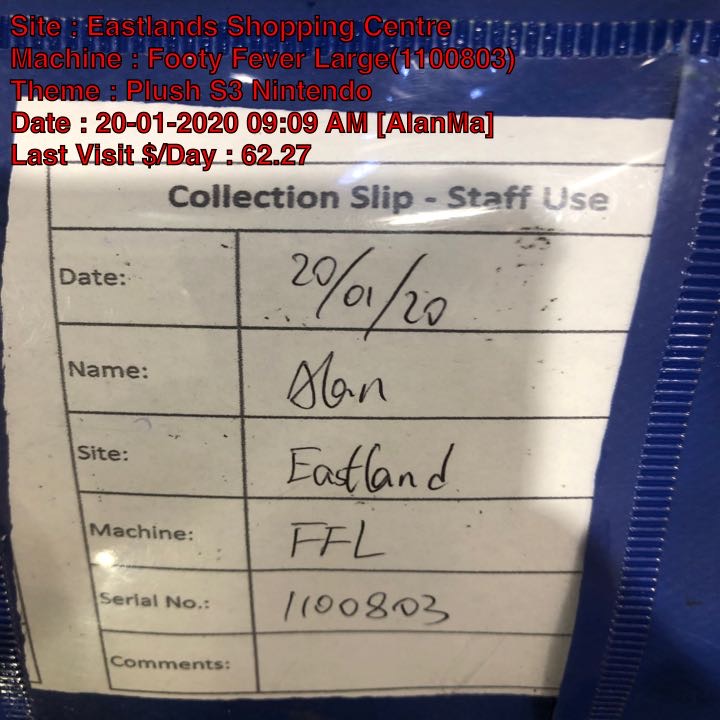 Site : Eastlands Shopping Centre
Machine : Footy Fever Large(1100803)
Theme : Plush S3 Nintendo
Date : 20-01-2020 09:09 AM [AlanMa]
Last Visit $/Day : 62.27
Collection Slip - Staff Use
Date: 20/01/20
Name: Alan
Site: Eastland
Machine: FFL
Serial No.: 1100803
Comments: